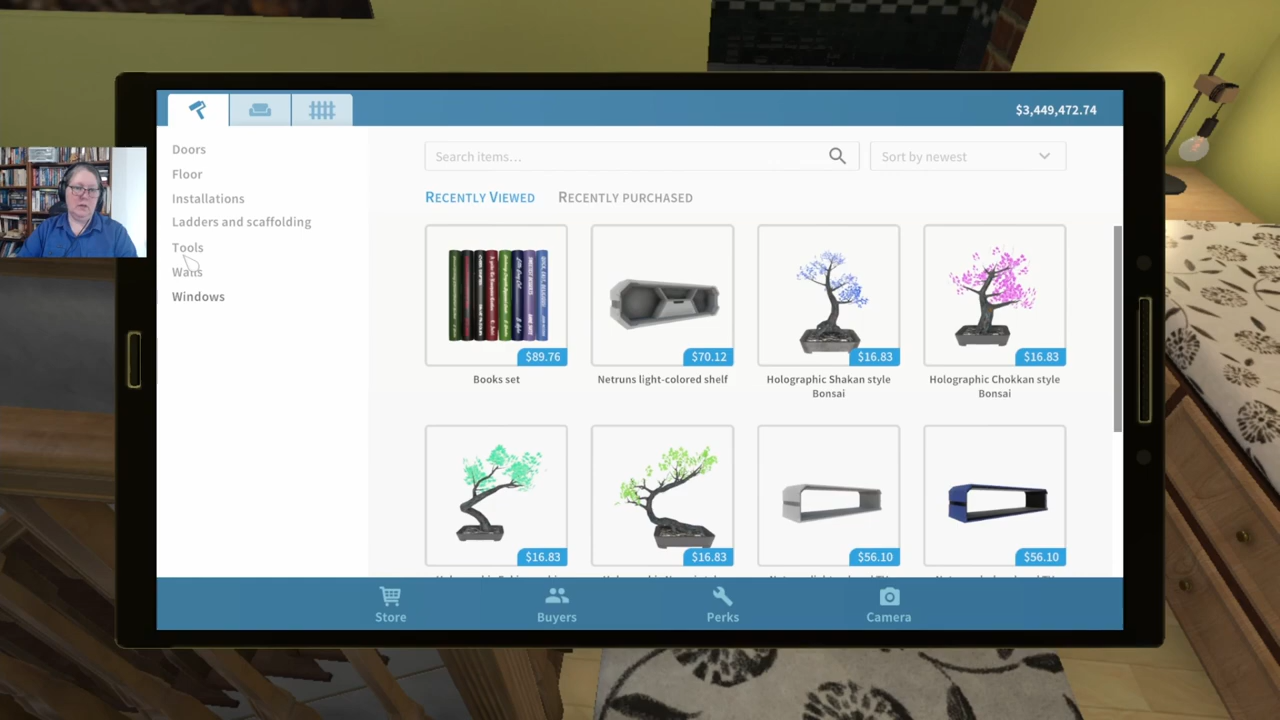 $3,449,472.74
Doors
Floor
Installations
Ladders and scaffolding
Tools
Walls
Windows
Search items...
Sort by newest
RECENTLY VIEWED
RECENTLY PURCHASED
$89.76
$70.12
$16.83
$16.83
Books set
Netruns light-colored shelf
Holographic Shakan style
Bonsai
Holographic Chokkan style
Bonsai
$16.83
$16.83
$56.10
$56.10
Store
Buyers
Perks
Camera